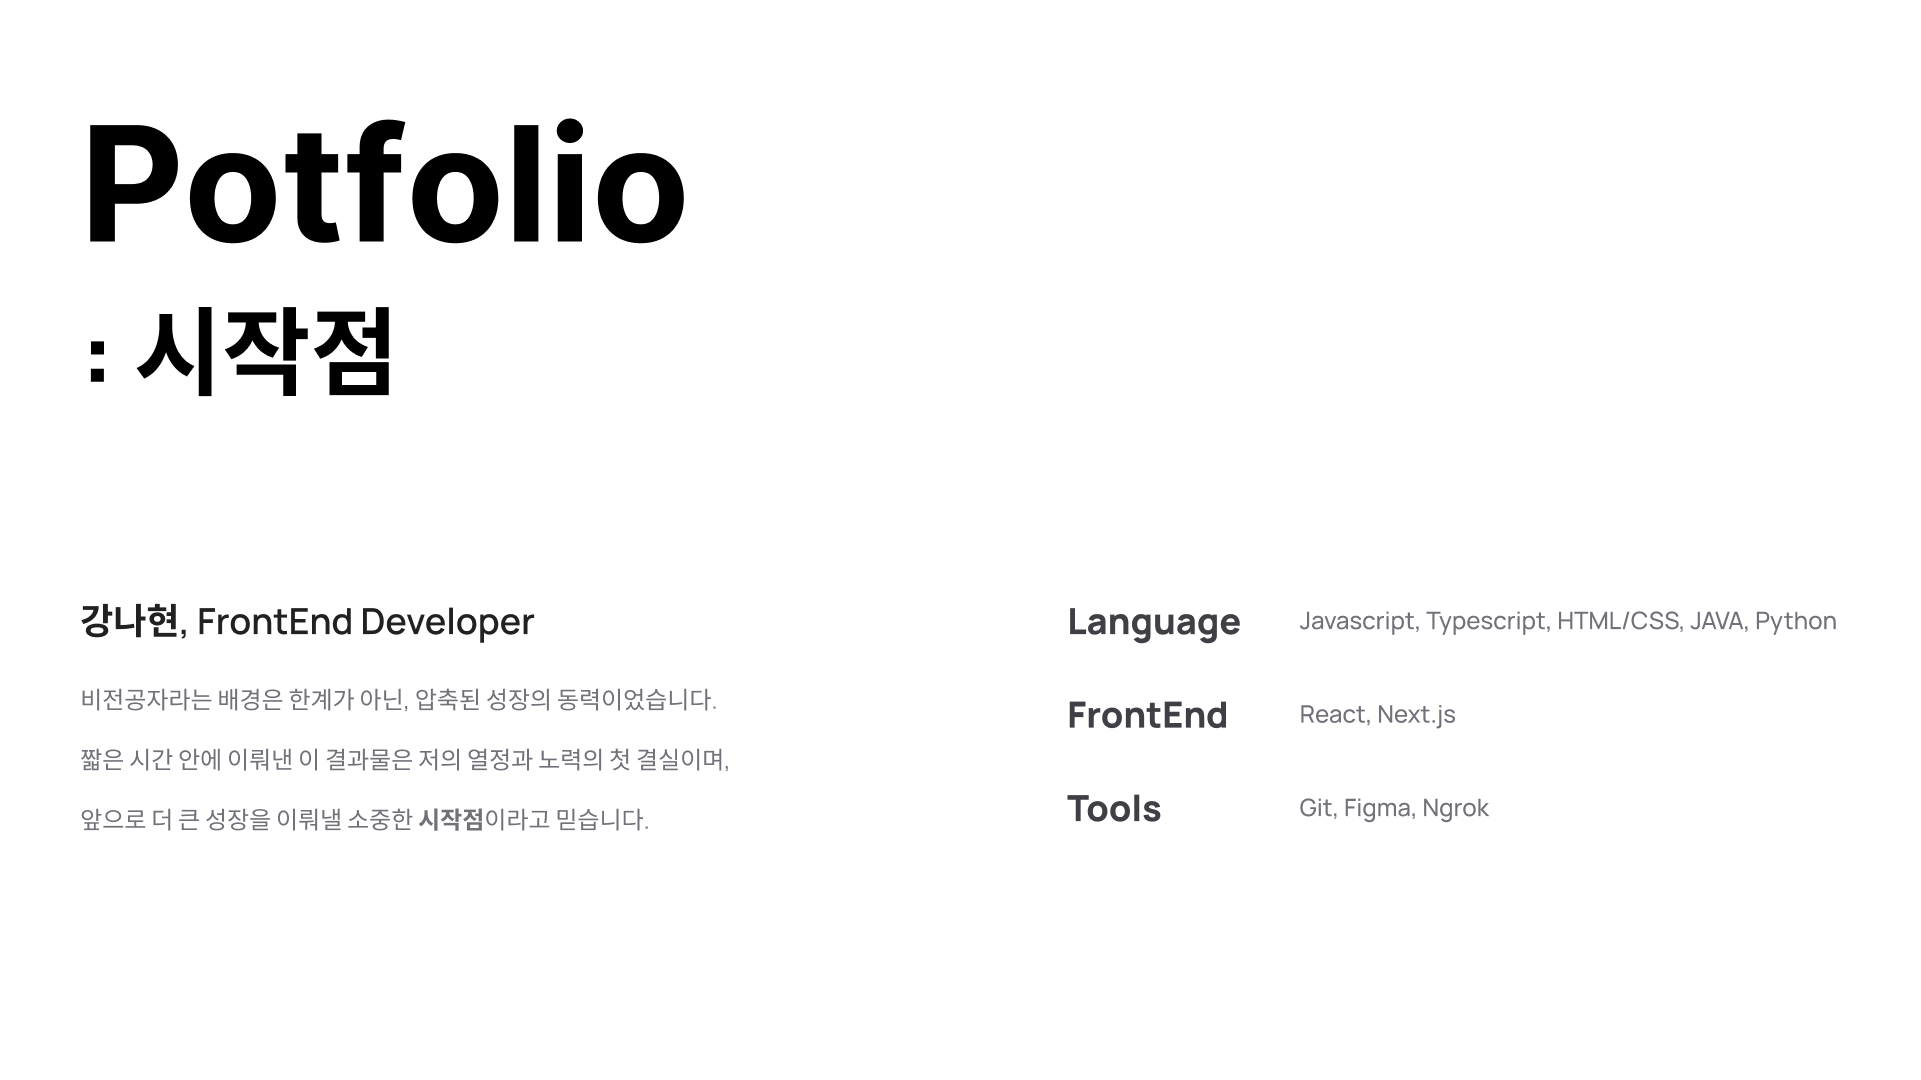 Potfolio
: 시작점
강나현, FrontEnd Developer
비전공자라는 배경은 한계가 아닌, 압축된 성장의 동력이었습니다.
짧은 시간 안에 이뤄낸 이 결과물은 저의 열정과 노력의 첫 결실이며,
앞으로 더 큰 성장을 이뤄낼 소중한 시작점이라고 믿습니다.
Language Javascript, Typescript, HTML/CSS, JAVA, Python
FrontEnd React, Next.js
Tools Git, Figma, Ngrok